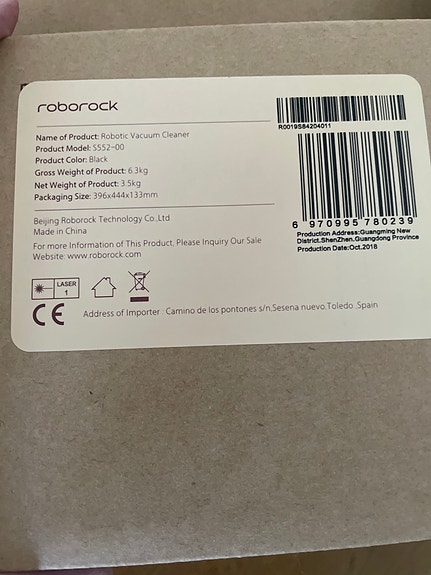 roborock
Name of Product: Robotic Vacuum Cleaner
Product Model: S552-00
Product Color: Black
Gross Weight of Product: 6.3kg
Net Weight of Product: 3.5kg
Packaging Size: 396x444x133mm
Beijing Roborock Technology Co.,Ltd.
Made in China
For more Information of This Product, Please Inquiry Our Sale
Website: www.roborock.com
LASER
1
CE
Address of Importer : Camino de los pontones s/n,Sesena nuevo,Toledo ,Spain
R0019S84204011
6 970995 780239
Production Address:Guangming New
District.ShenZhen,Guangdong Province
Production Date:Oct.2018